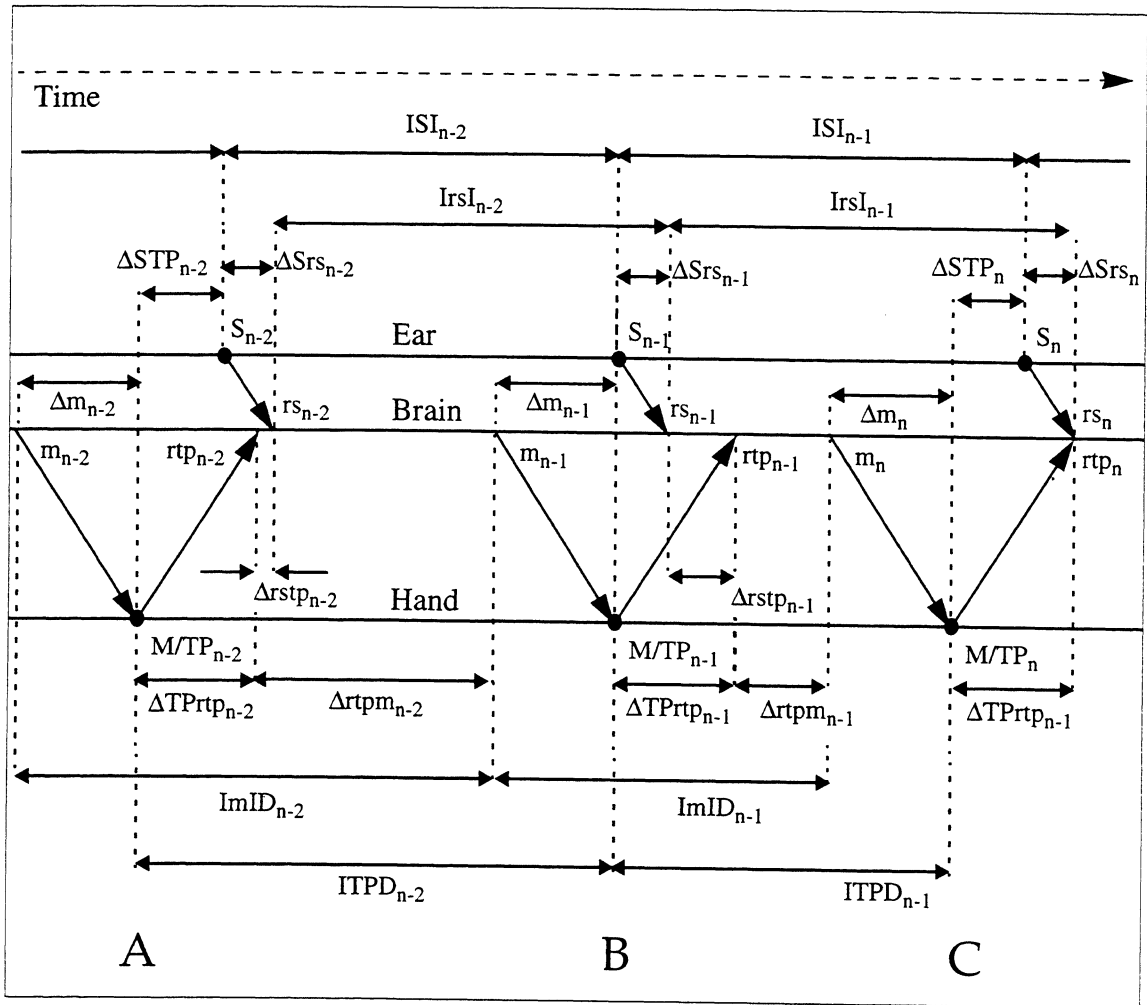 Time
ISI_{n-2} ISI_{n-1}
IrsI_{n-2} IrsI_{n-1}
ΔSTP_{n-2} ΔSrs_{n-2} ΔSrs_{n-1} ΔSTP_n ΔSrs_n
S_{n-2} Ear S_{n-1} S_n
Δm_{n-2} rs_{n-2} Brain Δm_{n-1} rs_{n-1} Δm_n rs_n
m_{n-2} rtp_{n-2} m_{n-1} rtp_{n-1} m_n rtp_n
Δrstp_{n-2} Hand Δrstp_{n-1}
M/TP_{n-2} M/TP_{n-1} M/TP_n
ΔTPrtp_{n-2} Δrtpm_{n-2} ΔTPrtp_{n-1} Δrtpm_{n-1} ΔTPrtp_{n-1}
ImID_{n-2} ImID_{n-1}
ITPD_{n-2} ITPD_{n-1}
A B C